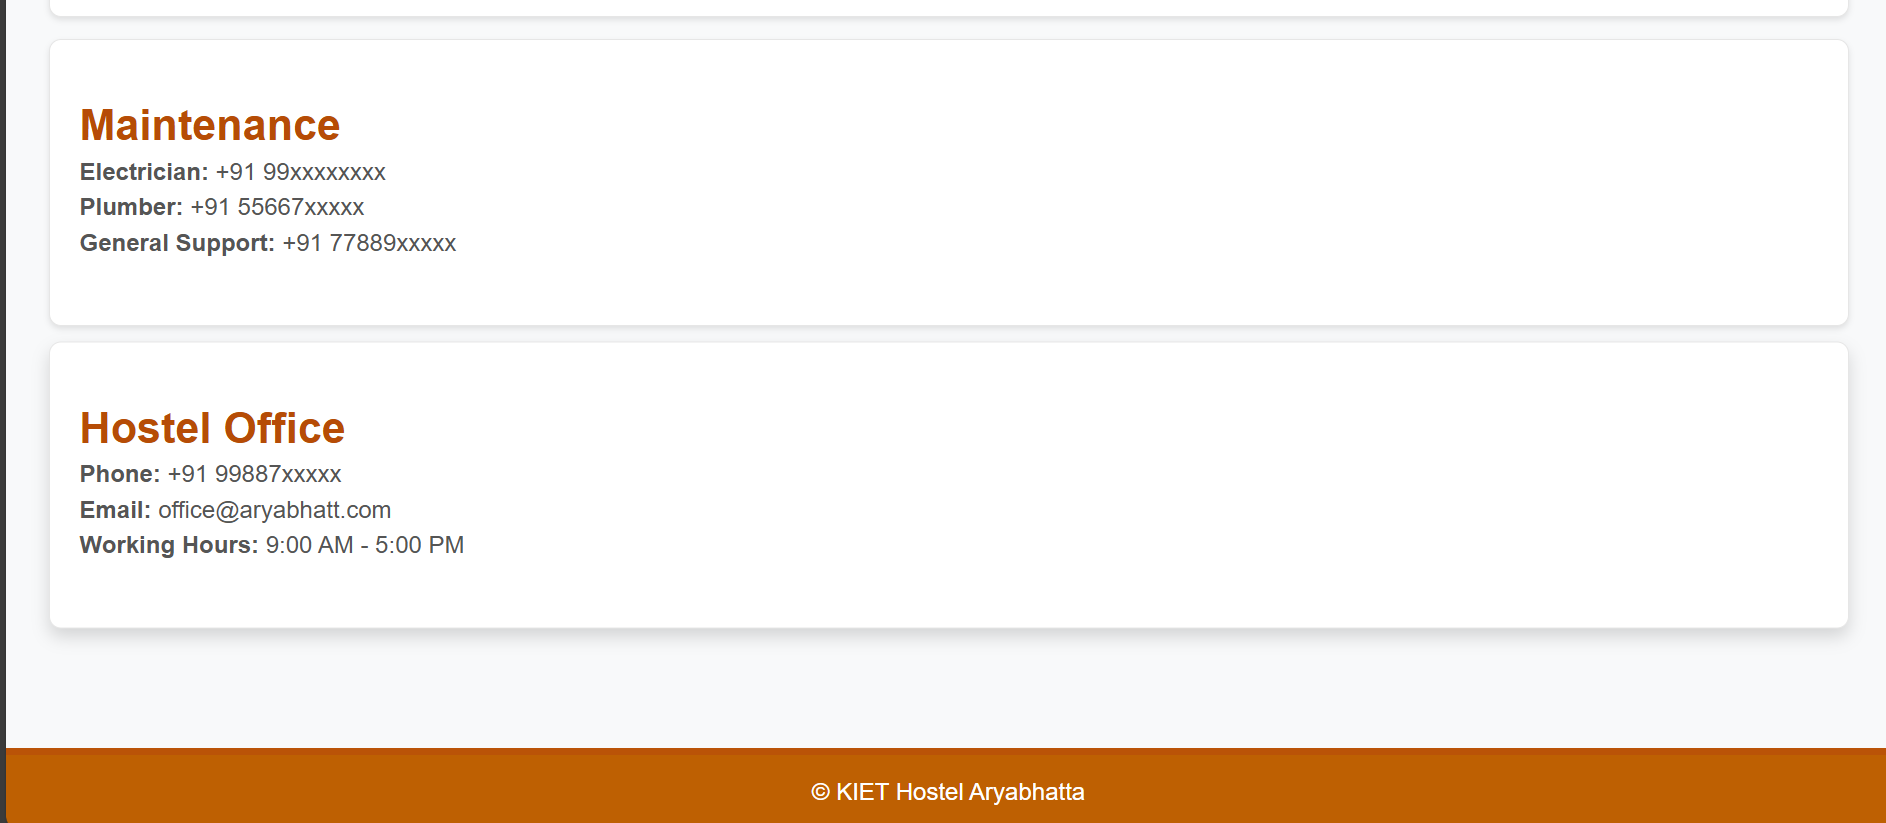 Maintenance
Electrician: +91 99xxxxxxxx
Plumber: +91 55667xxxxx
General Support: +91 77889xxxxx
Hostel Office
Phone: +91 99887xxxxx
Email: office@aryabhatt.com
Working Hours: 9:00 AM - 5:00 PM
© KIET Hostel Aryabhatta